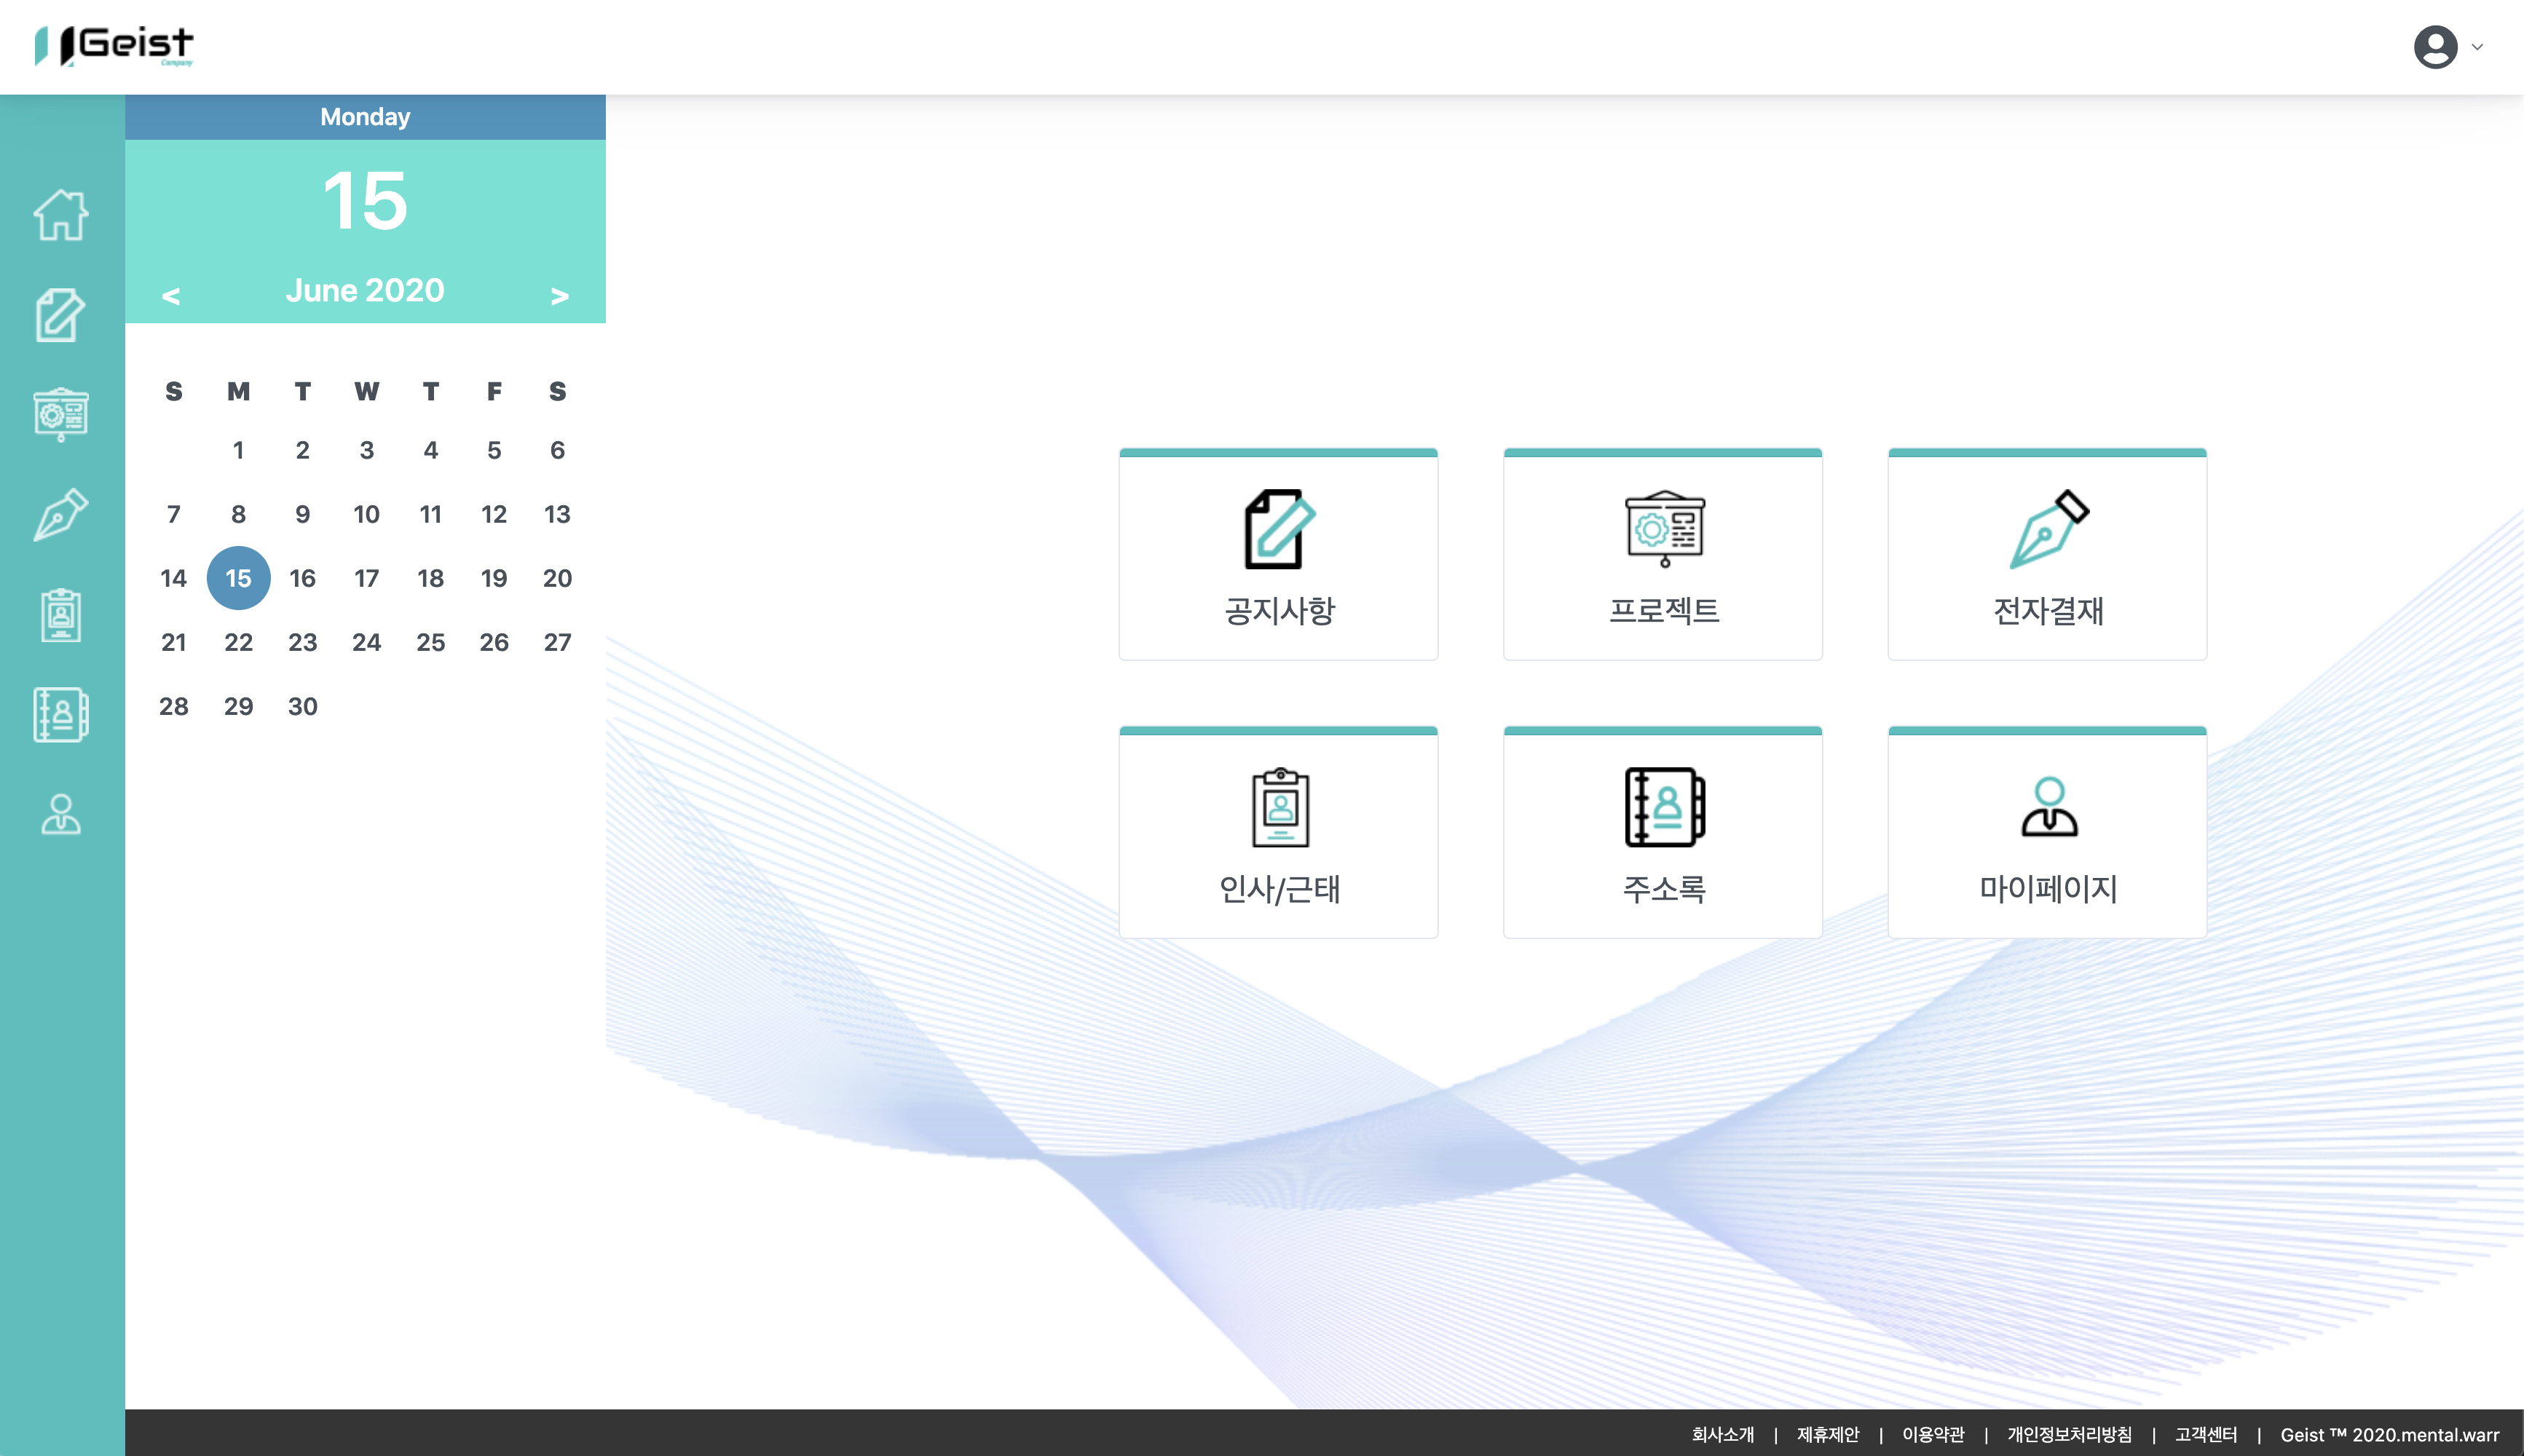 Geist
Company
Monday
15
< June 2020 >
S M T W T F S
1 2 3 4 5 6
7 8 9 10 11 12 13
14 15 16 17 18 19 20
21 22 23 24 25 26 27
28 29 30
공지사항 프로젝트 전자결재
인사/근태 주소록 마이페이지
회사소개 | 제휴제안 | 이용약관 | 개인정보처리방침 | 고객센터 | Geist ™ 2020.mental.warr